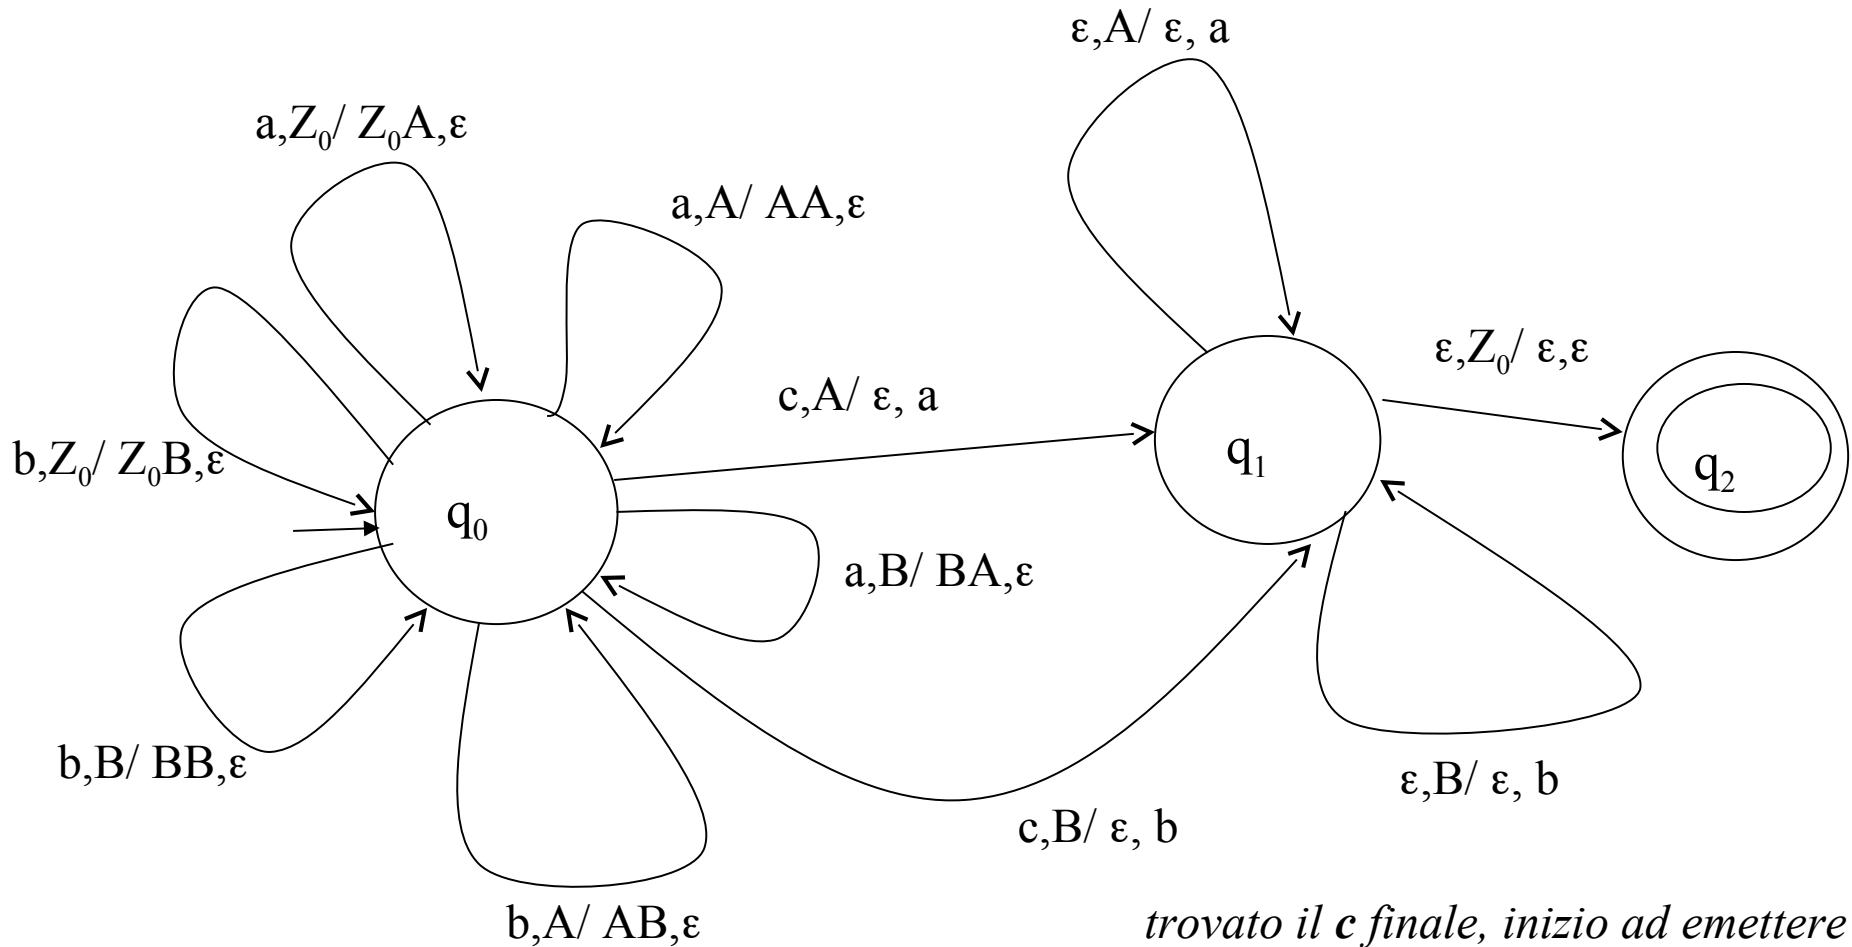 ε,A/ ε, a
a,Z₀/ Z₀A,ε
a,A/ AA,ε
ε,Z₀/ ε,ε
c,A/ ε, a
b,Z₀/ Z₀B,ε
q₀
q₁
q₂
a,B/ BA,ε
b,B/ BB,ε
ε,B/ ε, b
c,B/ ε, b
b,A/ AB,ε
trovato il c finale, inizio ad emettere